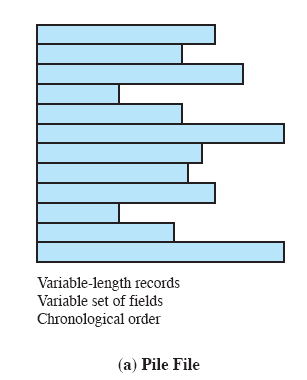 Variable-length records
Variable set of fields
Chronological order
(a) Pile File